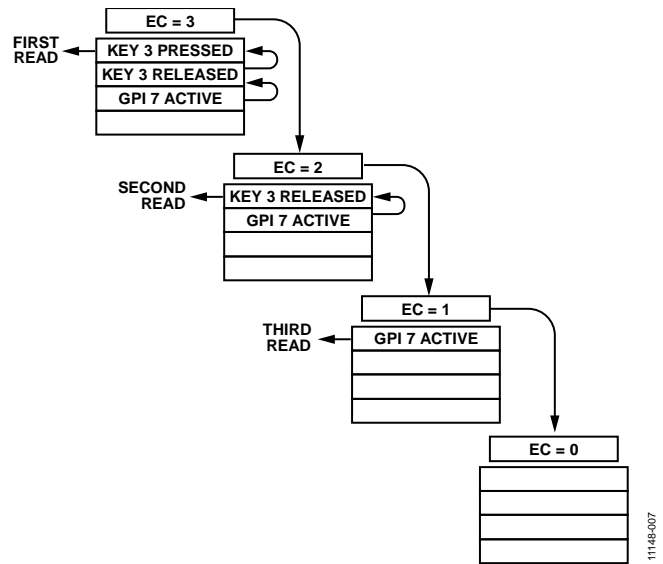 EC = 3
FIRST
READ
KEY 3 PRESSED
KEY 3 RELEASED
GPI 7 ACTIVE
EC = 2
SECOND
READ
KEY 3 RELEASED
GPI 7 ACTIVE
EC = 1
THIRD
READ
GPI 7 ACTIVE
EC = 0
11148-007